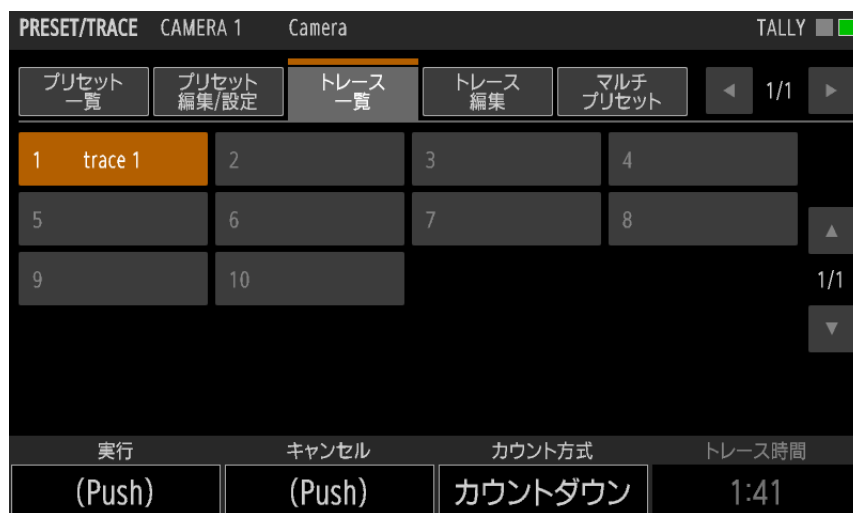 PRESET/TRACE CAMERA 1 Camera TALLY
プリセット
一覧
プリセット
編集/設定
トレース
一覧
トレース
編集
マルチ
プリセット
◀ 1/1 ▶
1 trace 1
2
3
4
5
6
7
8
▲
9
10
1/1
▼
実行
キャンセル
カウント方式
トレース時間
(Push)
(Push)
カウントダウン
1:41